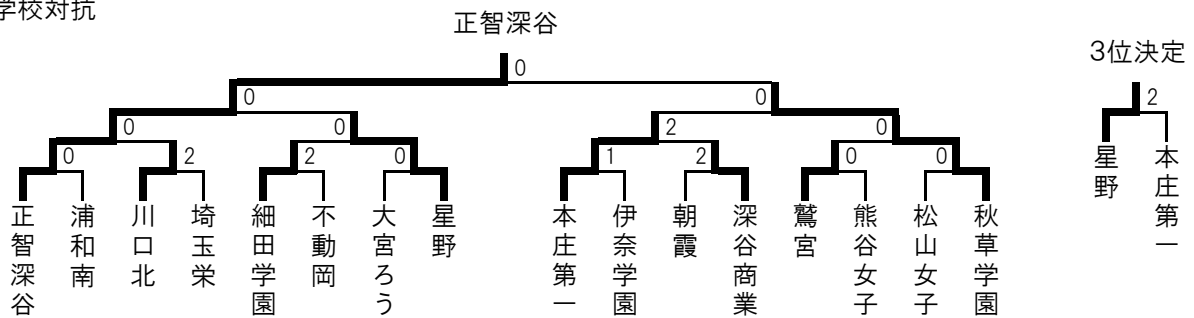 学校対抗
正智深谷
3位決定
0
0
0
2
0
0
2
0
0
2
2
0
1
2
0
0
正智深谷
浦和南
川口北
埼玉栄
細田学園
不動岡
大宮ろう
星野
本庄第一
伊奈学園
朝霞
深谷商業
鷲宮
熊谷女子
松山女子
秋草学園
星野
本庄第一